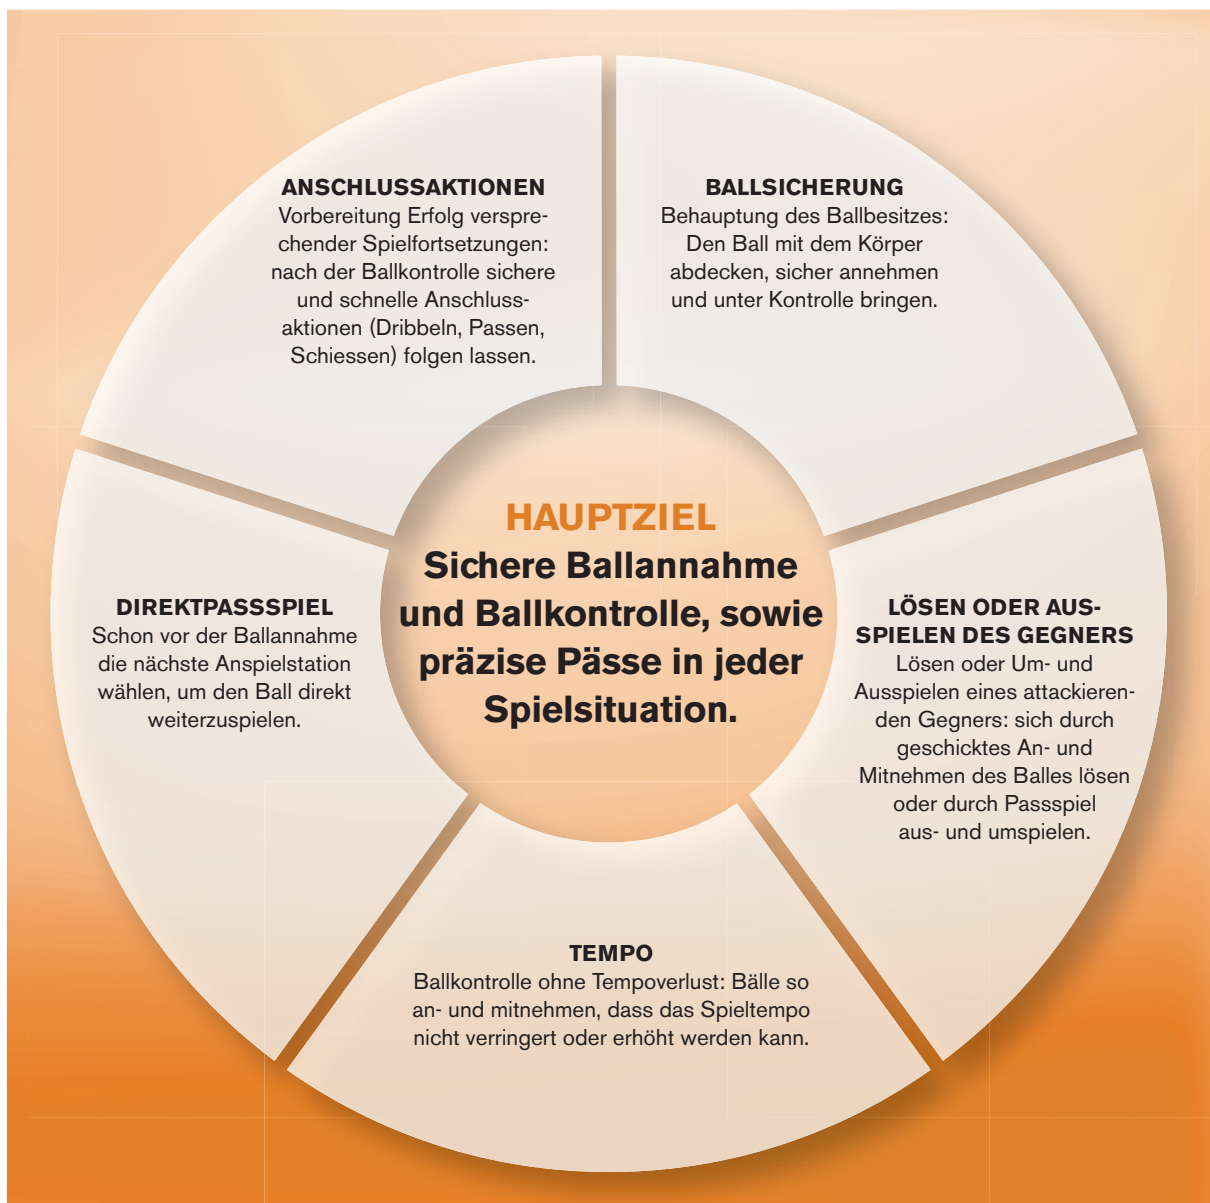 ANSCHLUSSAKTIONEN
Vorbereitung Erfolg verspre-
chender Spielfortsetzungen:
nach der Ballkontrolle sichere
und schnelle Anschluss-
aktionen (Dribbeln, Passen,
Schiessen) folgen lassen.
BALLSICHERUNG
Behauptung des Ballbesitzes:
Den Ball mit dem Körper
abdecken, sicher annehmen
und unter Kontrolle bringen.
HAUPTZIEL
Sichere Ballannahme
und Ballkontrolle, sowie
präzise Pässe in jeder
Spielsituation.
DIREKTPASSSPIEL
Schon vor der Ballannahme
die nächste Anspielstation
wählen, um den Ball direkt
weiterzuspielen.
LÖSEN ODER AUS-
SPIELEN DES GEGNERS
Lösen oder Um- und
Ausspielen eines attackieren-
den Gegners: sich durch
geschicktes An- und
Mitnehmen des Balles lösen
oder durch Passspiel
aus- und umspielen.
TEMPO
Ballkontrolle ohne Tempoverlust: Bälle so
an- und mitnehmen, dass das Spieltempo
nicht verringert oder erhöht werden kann.